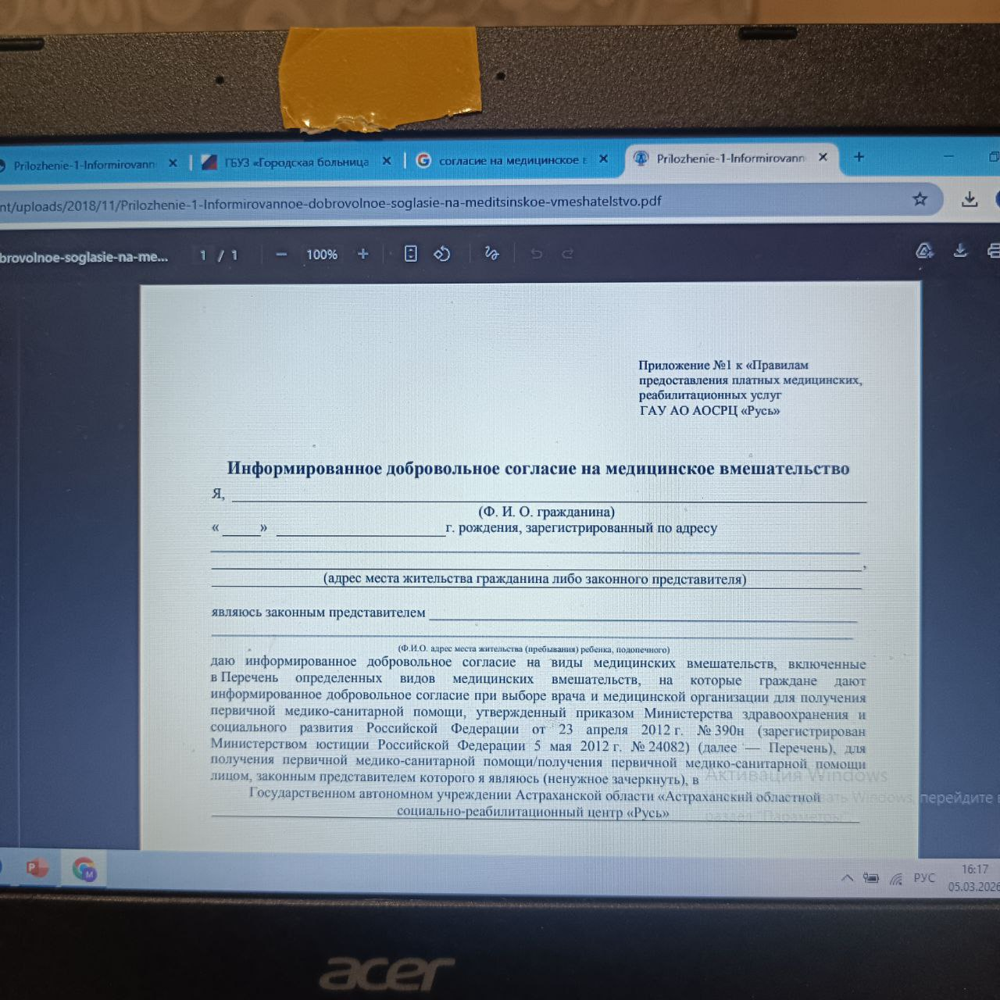 Prilozhenie-1-Informirovann
ГБУЗ «Городская больница
согласие на медицинское в
Prilozhenie-1-Informirovann
nt/uploads/2018/11/Prilozhenie-1-Informirovannoe-dobrovolnoe-soglasie-na-meditsinskoe-vmeshatelstvo.pdf
brovolnoe-soglasie-na-me...
1 / 1
100%
Приложение №1 к «Правилам
предоставления платных медицинских,
реабилитационных услуг
ГАУ АО АОСРЦ «Русь»
Информированное добровольное согласие на медицинское вмешательство
Я,
(Ф. И. О. гражданина)
« » г. рождения, зарегистрированный по адресу
,
(адрес места жительства гражданина либо законного представителя)
являюсь законным представителем
(Ф.И.О. адрес места жительства (пребывания) ребенка, подопечного)
даю информированное добровольное согласие на виды медицинских вмешательств, включенные
в Перечень определенных видов медицинских вмешательств, на которые граждане дают
информированное добровольное согласие при выборе врача и медицинской организации для получения
первичной медико-санитарной помощи, утвержденный приказом Министерства здравоохранения и
социального развития Российской Федерации от 23 апреля 2012 г. № 390н (зарегистрирован
Министерством юстиции Российской Федерации 5 мая 2012 г. № 24082) (далее — Перечень), для
получения первичной медико-санитарной помощи/получения первичной медико-санитарной помощи
лицом, законным представителем которого я являюсь (ненужное зачеркнуть), в
Активация Windows
Государственном автономном учреждении Астраханской области «Астраханский областной
Windows, перейдите в
социально-реабилитационный центр «Русь»
раздел "Параметры".
P
M
РУС
16:17
05.03.2026
acer